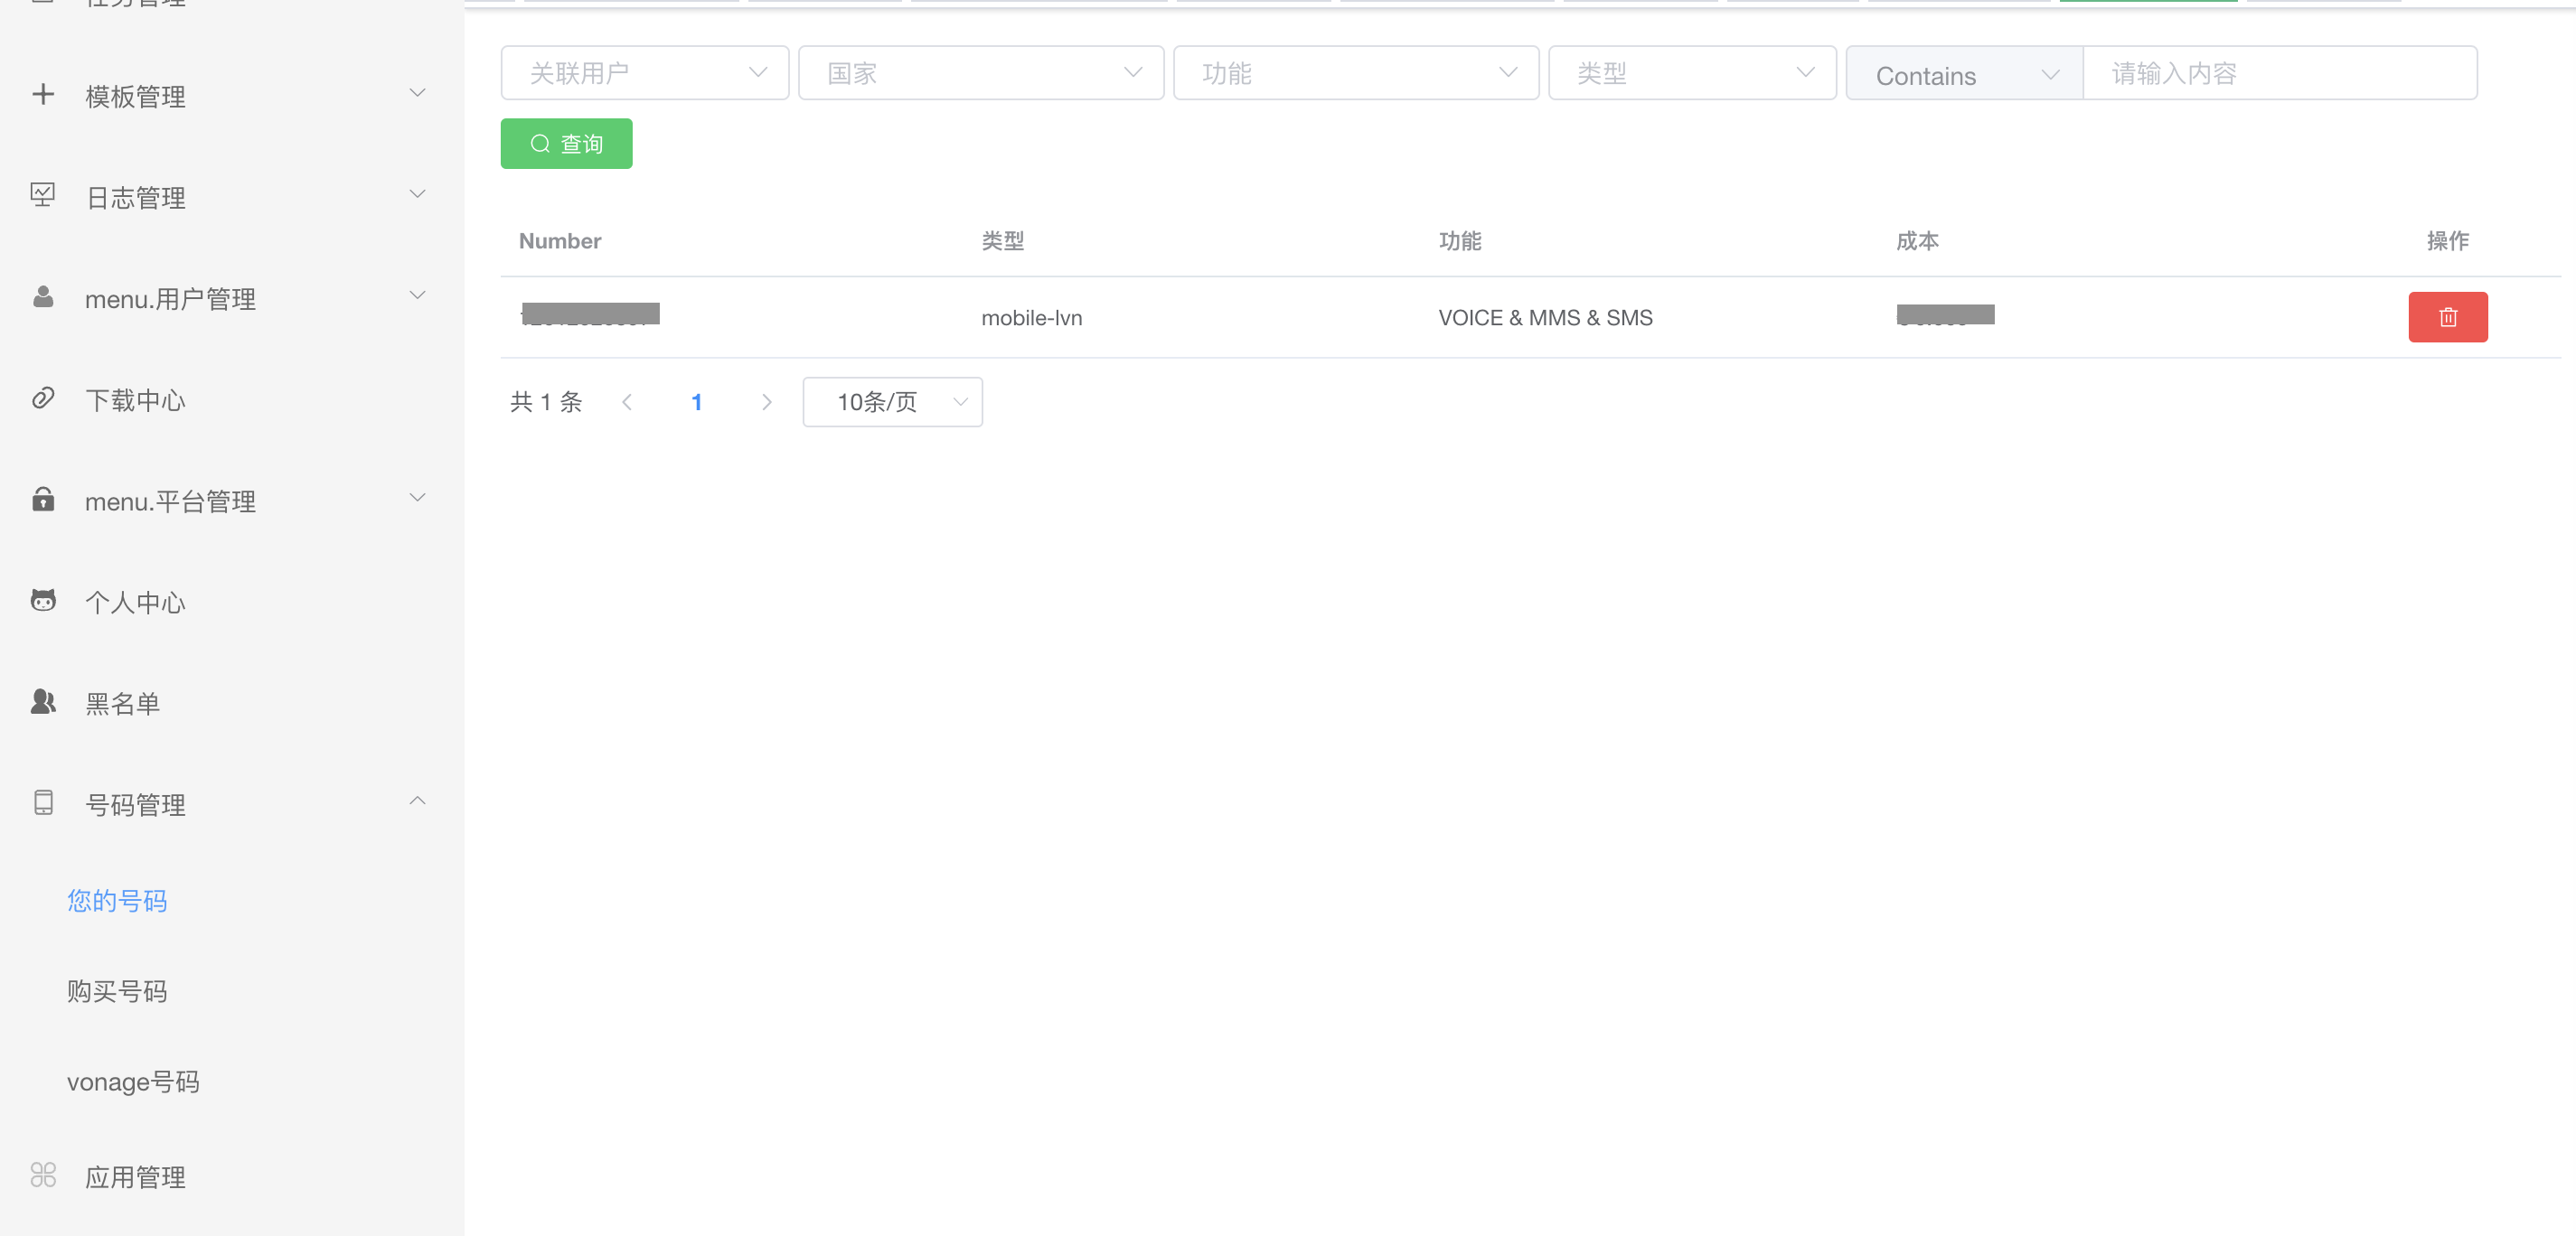 模板管理
日志管理
menu.用户管理
下载中心
menu.平台管理
个人中心
黑名单
号码管理
您的号码
购买号码
vonage号码
应用管理
关联用户 国家 功能 类型 Contains 请输入内容
查询
Number 类型 功能 成本 操作
mobile-lvn VOICE & MMS & SMS
共 1 条 1 10条/页